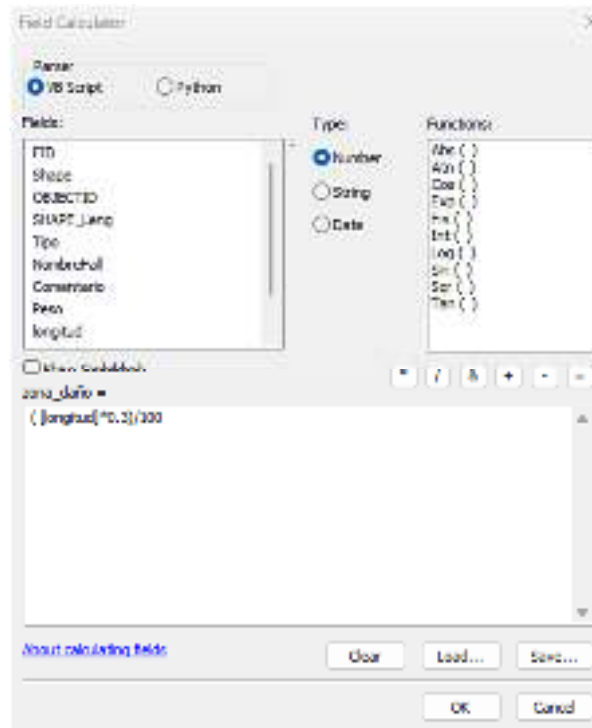 Field Calculator
Parser
VB Script
Python
Fields:
Type:
Functions:
FID
Shape
OBJECTID
SHAPE_Leng
Tipo
NombreFall
Comentario
Peso
longitud
Number
String
Date
Abs ( )
Atn ( )
Cos ( )
Exp ( )
Fix ( )
Int ( )
Log ( )
Sin ( )
Sqr ( )
Tan ( )
Show Codeblock
* / & + - =
zona_daño =
( [longitud]*0.3)/100
About calculating fields
Clear
Load...
Save...
OK
Cancel